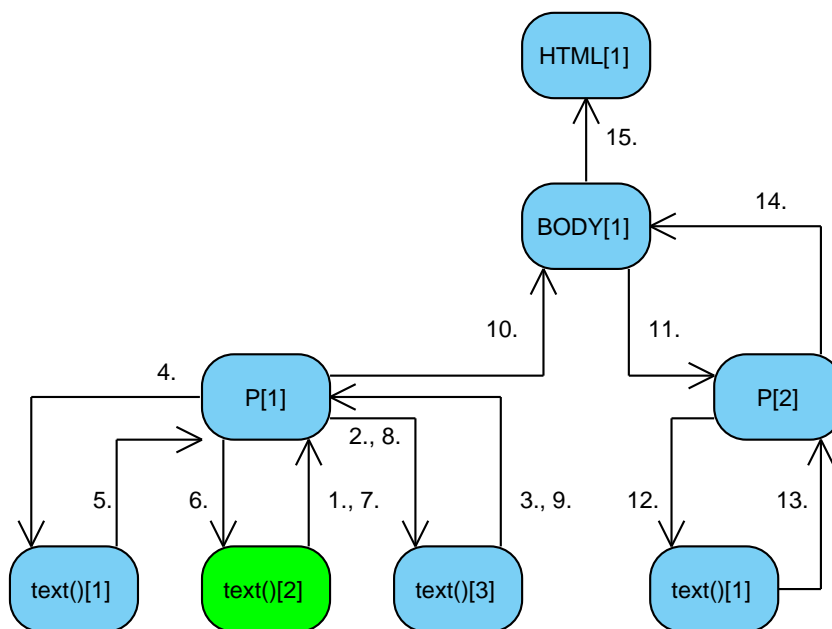 HTML[1]
15.
BODY[1]
14.
10.
11.
4.
P[1]
P[2]
2., 8.
5.
6.
1., 7.
3., 9.
12.
13.
text()[1]
text()[2]
text()[3]
text()[1]